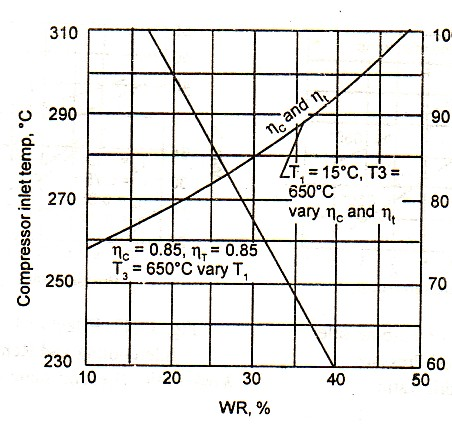 310
290
270
250
230
Compressor inlet temp, °C
10
90
80
70
60
ηc and ηt
T1 = 15°C, T3 =
650°C
vary ηc and ηt
ηc = 0.85, ηT = 0.85
T3 = 650°C vary T1
10
20
30
40
50
WR, %